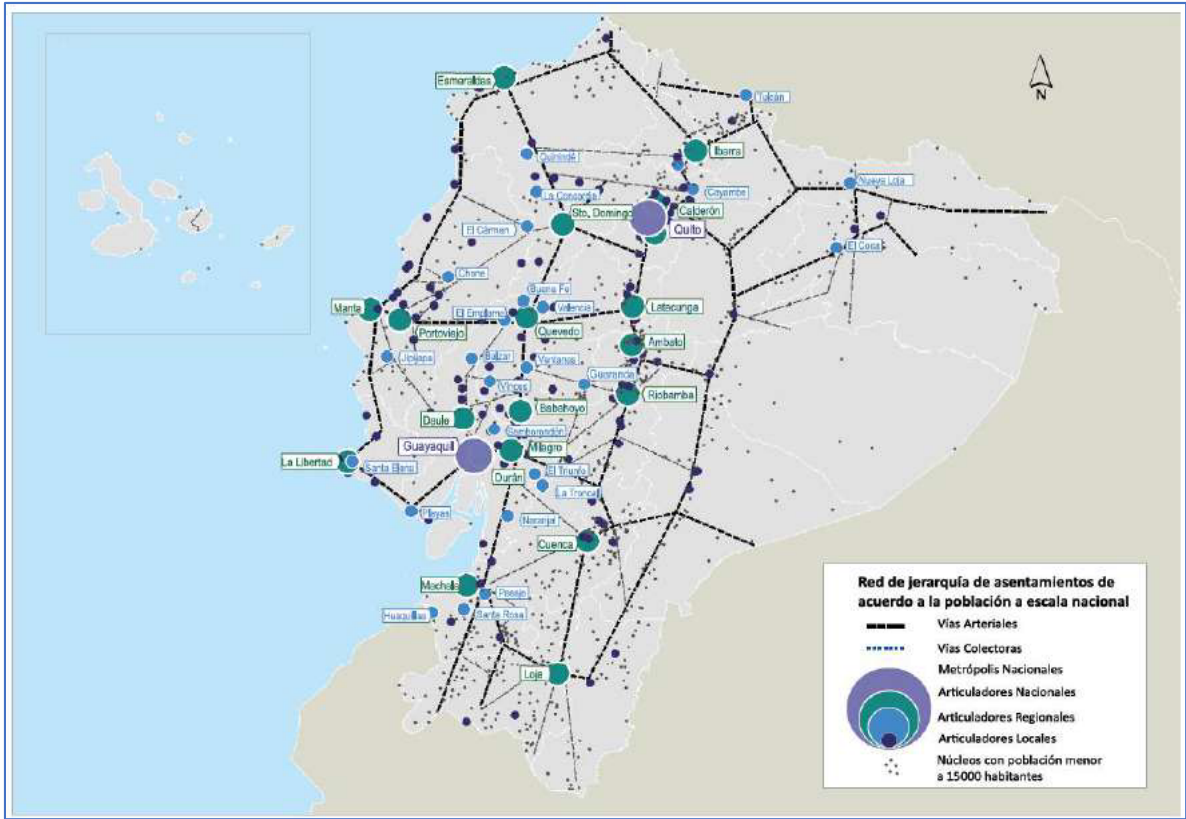 N
Esmeraldas
Tulcán
Ibarra
Quinindé
Nueva Loja
La Concordia
Cayambe
Sto. Domingo
Calderón
El Cármen
Quito
El Coca
Chone
Buena Fe
Manta
El Empalme
Valencia
Latacunga
Portoviejo
Quevedo
Ambato
Jipijapa
Balzar
Ventanas
Guaranda
Vinces
Riobamba
Daule
Babahoyo
Samborondón
Guayaquil
Milagro
La Libertad
Santa Elena
Durán
El Triunfo
La Troncal
Playas
Naranjal
Cuenca
Machala
Pasaje
Huaquillas
Santa Rosa
Loja
Red de jerarquía de asentamientos de
acuerdo a la población a escala nacional
Vías Arteriales
Vías Colectoras
Metrópolis Nacionales
Articuladores Nacionales
Articuladores Regionales
Articuladores Locales
Núcleos con población menor
a 15000 habitantes